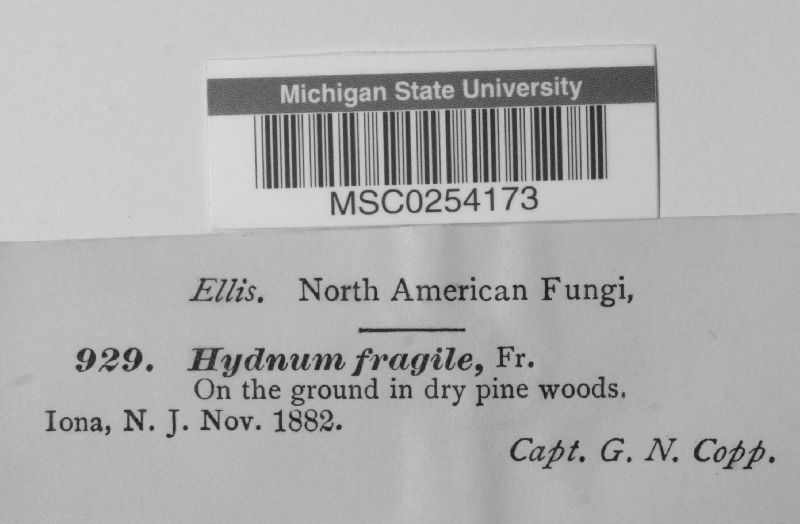 Michigan State University
MSC0254173
Ellis. North American Fungi,
929. Hydnum fragile, Fr.
On the ground in dry pine woods.
Iona, N. J. Nov. 1882.
Capt. G. N. Copp.